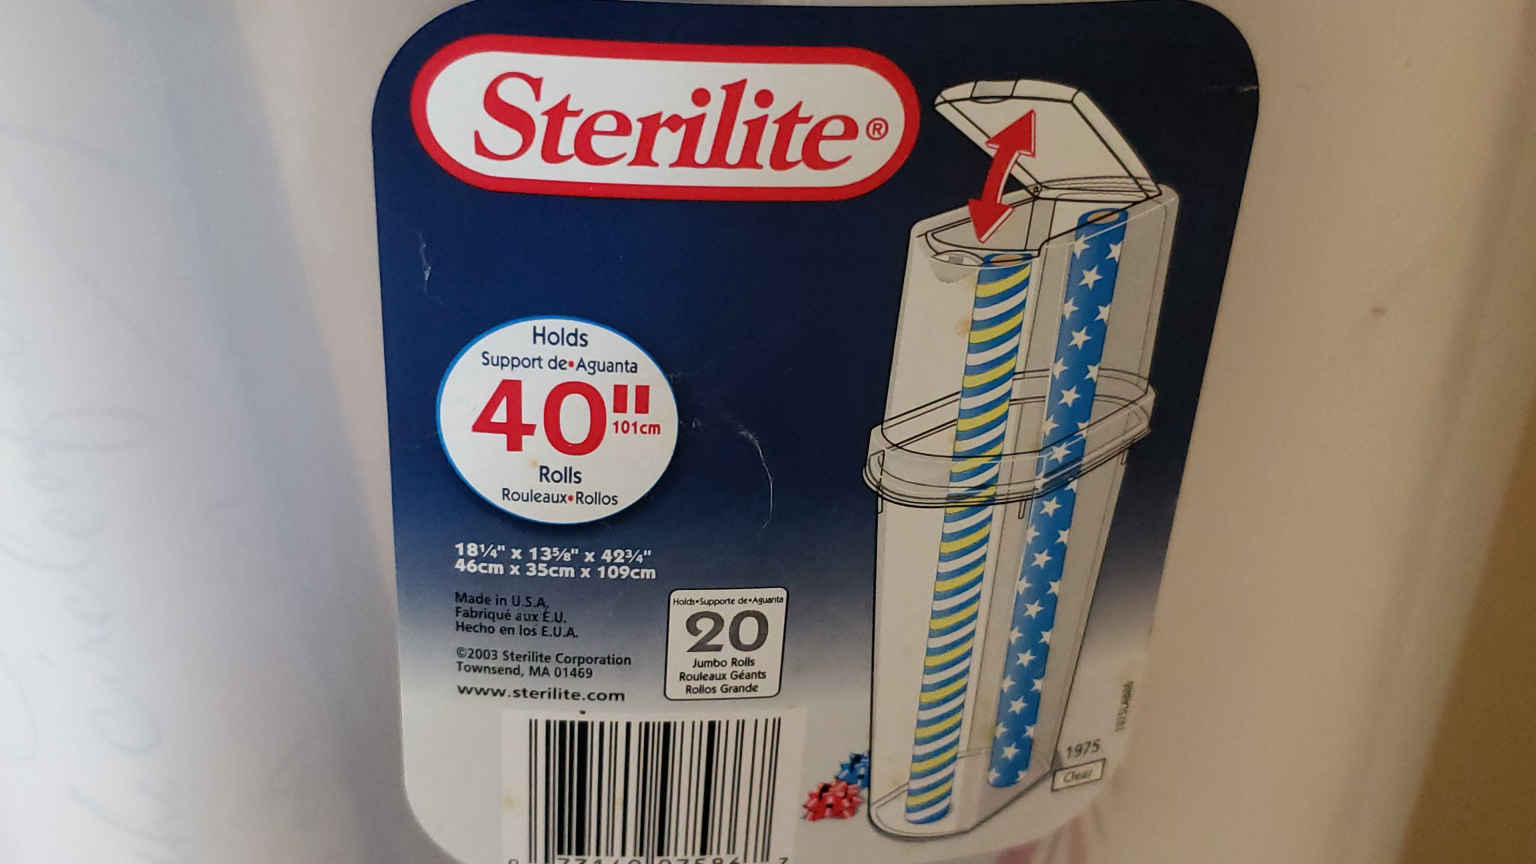 Sterilite®
Holds
Support de•Aguanta
40"
101cm
Rolls
Rouleaux•Rollos
18¼" x 13⅝" x 42¾"
46cm x 35cm x 109cm
Made in U.S.A.
Fabriqué aux É.U.
Hecho en los E.U.A.
©2003 Sterilite Corporation
Townsend, MA 01469
www.sterilite.com
Holds•Supporte de•Aguanta
20
Jumbo Rolls
Rouleaux Géants
Rollos Grande
1975
Clear